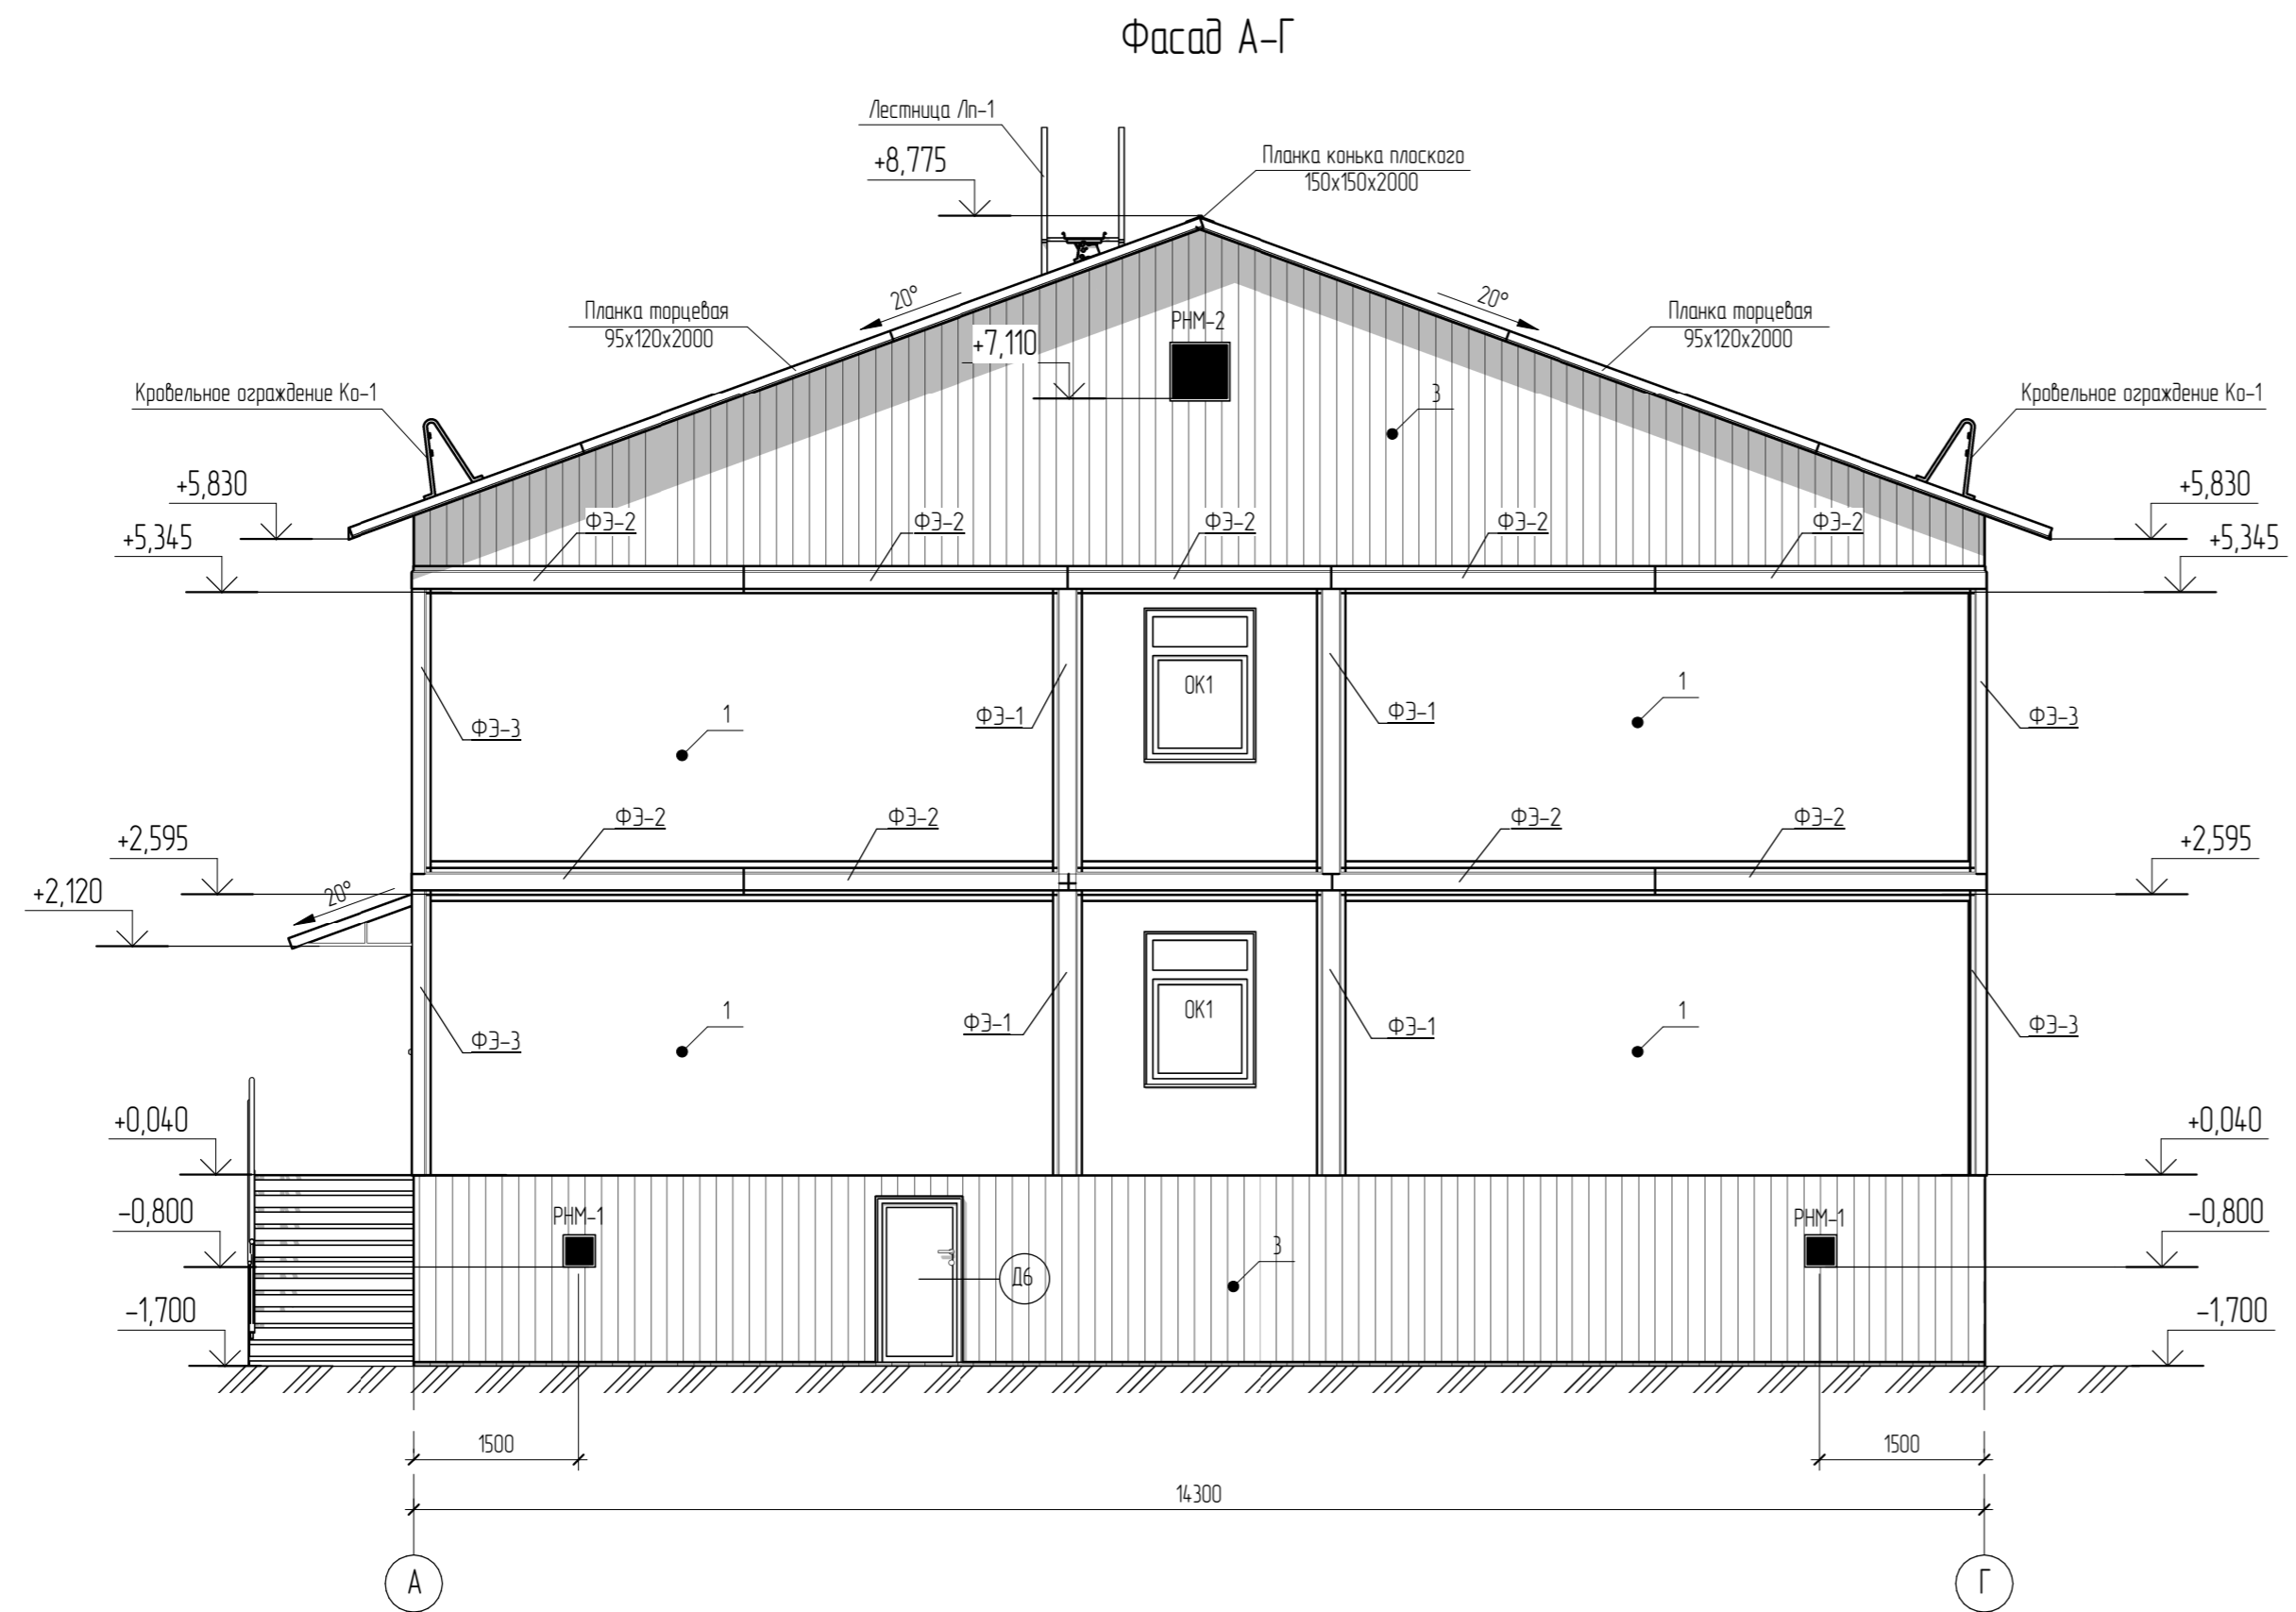 Фасад А-Г
Лестница Лп-1
+8,775
Планка конька плоского
150х150х2000
20°
20°
Планка торцевая
95х120х2000
РНМ-2
+7,110
Планка торцевая
95х120х2000
Кровельное ограждение Ко-1
3
Кровельное ограждение Ко-1
+5,830
+5,830
ФЭ-2
ФЭ-2
ФЭ-2
ФЭ-2
ФЭ-2
+5,345
+5,345
ОК1
1
1
ФЭ-3
ФЭ-1
ФЭ-1
ФЭ-3
ФЭ-2
ФЭ-2
ФЭ-2
ФЭ-2
+2,595
+2,595
+2,120
20°
ОК1
1
1
ФЭ-3
ФЭ-1
ФЭ-1
ФЭ-3
+0,040
+0,040
-0,800
РНМ-1
РНМ-1
-0,800
3
Д6
-1,700
-1,700
1500
1500
14300
А
Г